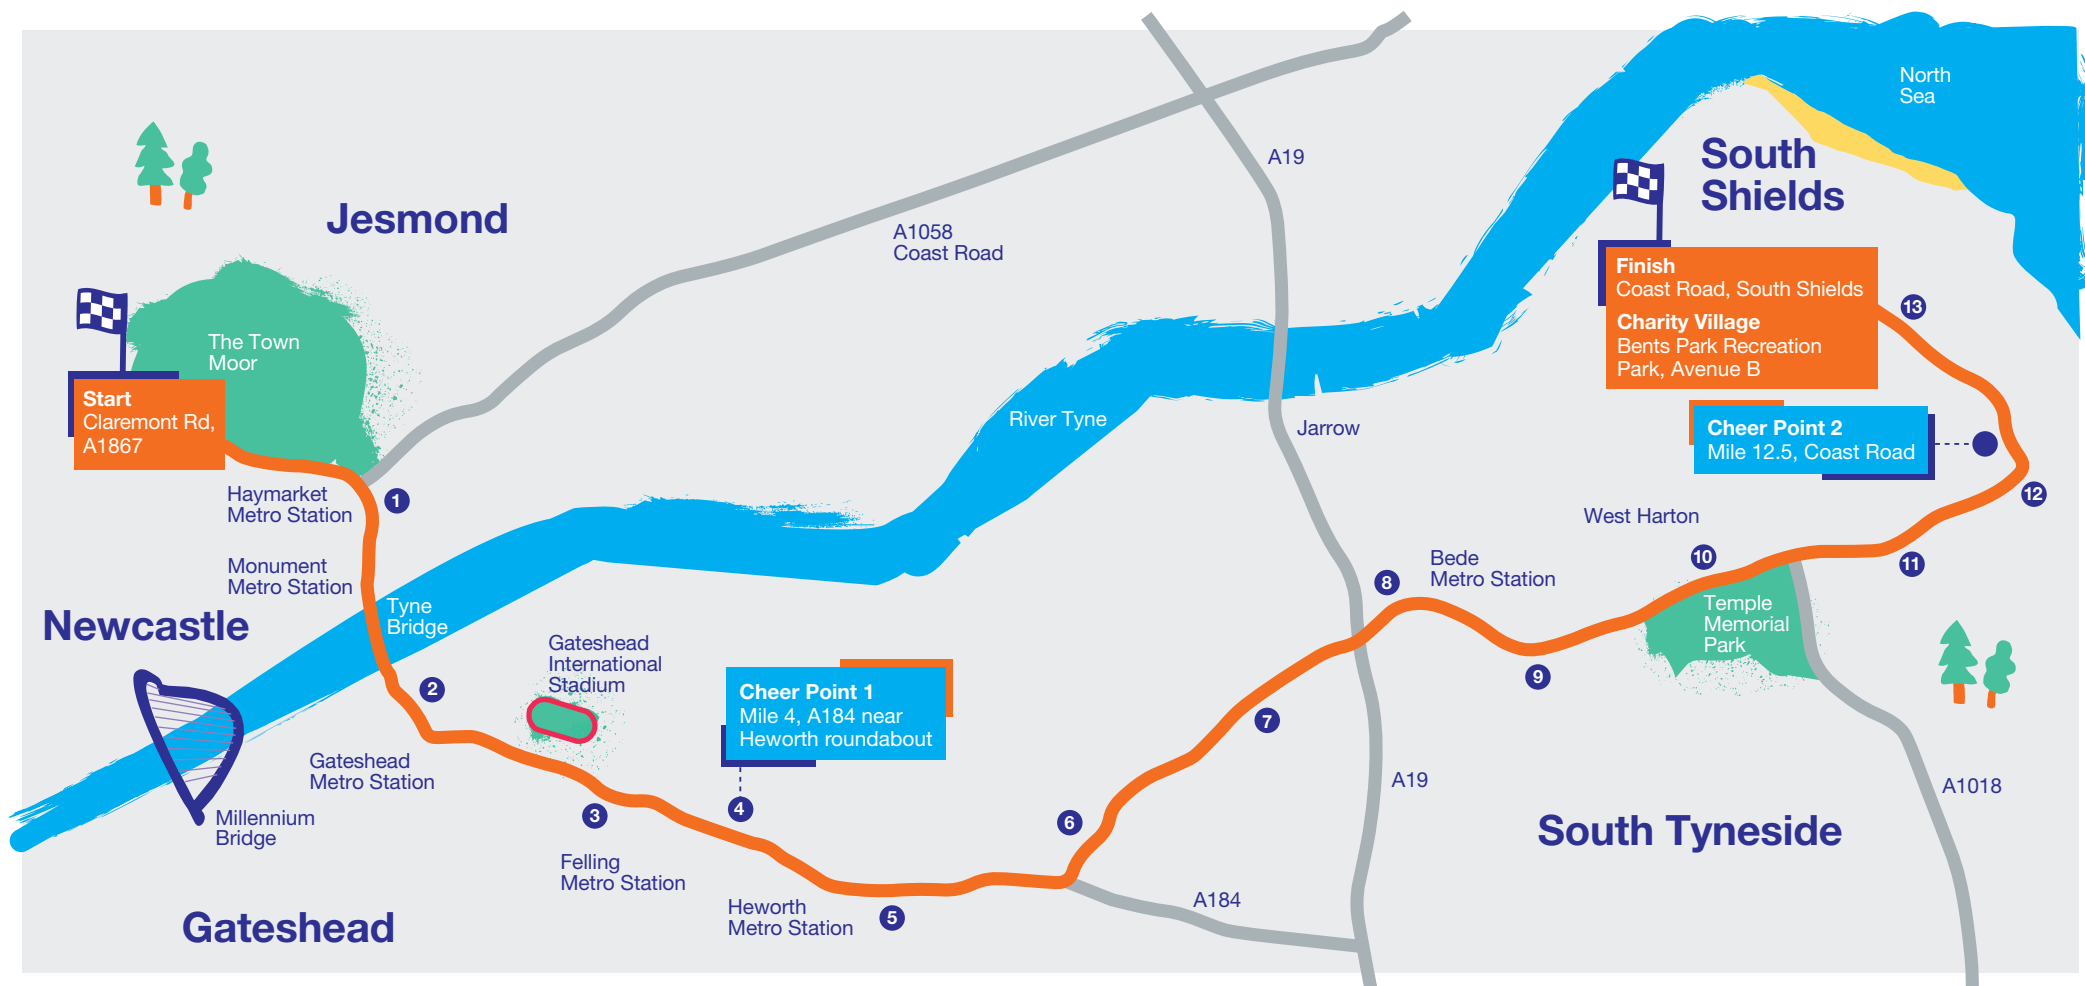 North
Sea
South
Shields
A19
Jesmond
A1058
Coast Road
Finish
Coast Road, South Shields
Charity Village
Bents Park Recreation
Park, Avenue B
13
The Town
Moor
Start
Claremont Rd,
A1867
River Tyne
Jarrow
Cheer Point 2
Mile 12.5, Coast Road
12
Haymarket
Metro Station
1
West Harton
10
11
Monument
Metro Station
Bede
Metro Station
8
Newcastle
Tyne
Bridge
Temple
Memorial
Park
Gateshead
International
Stadium
2
9
Cheer Point 1
Mile 4, A184 near
Heworth roundabout
7
Gateshead
Metro Station
A19
A1018
Millennium
Bridge
3
4
6
South Tyneside
Felling
Metro Station
A184
Heworth
Metro Station
5
Gateshead